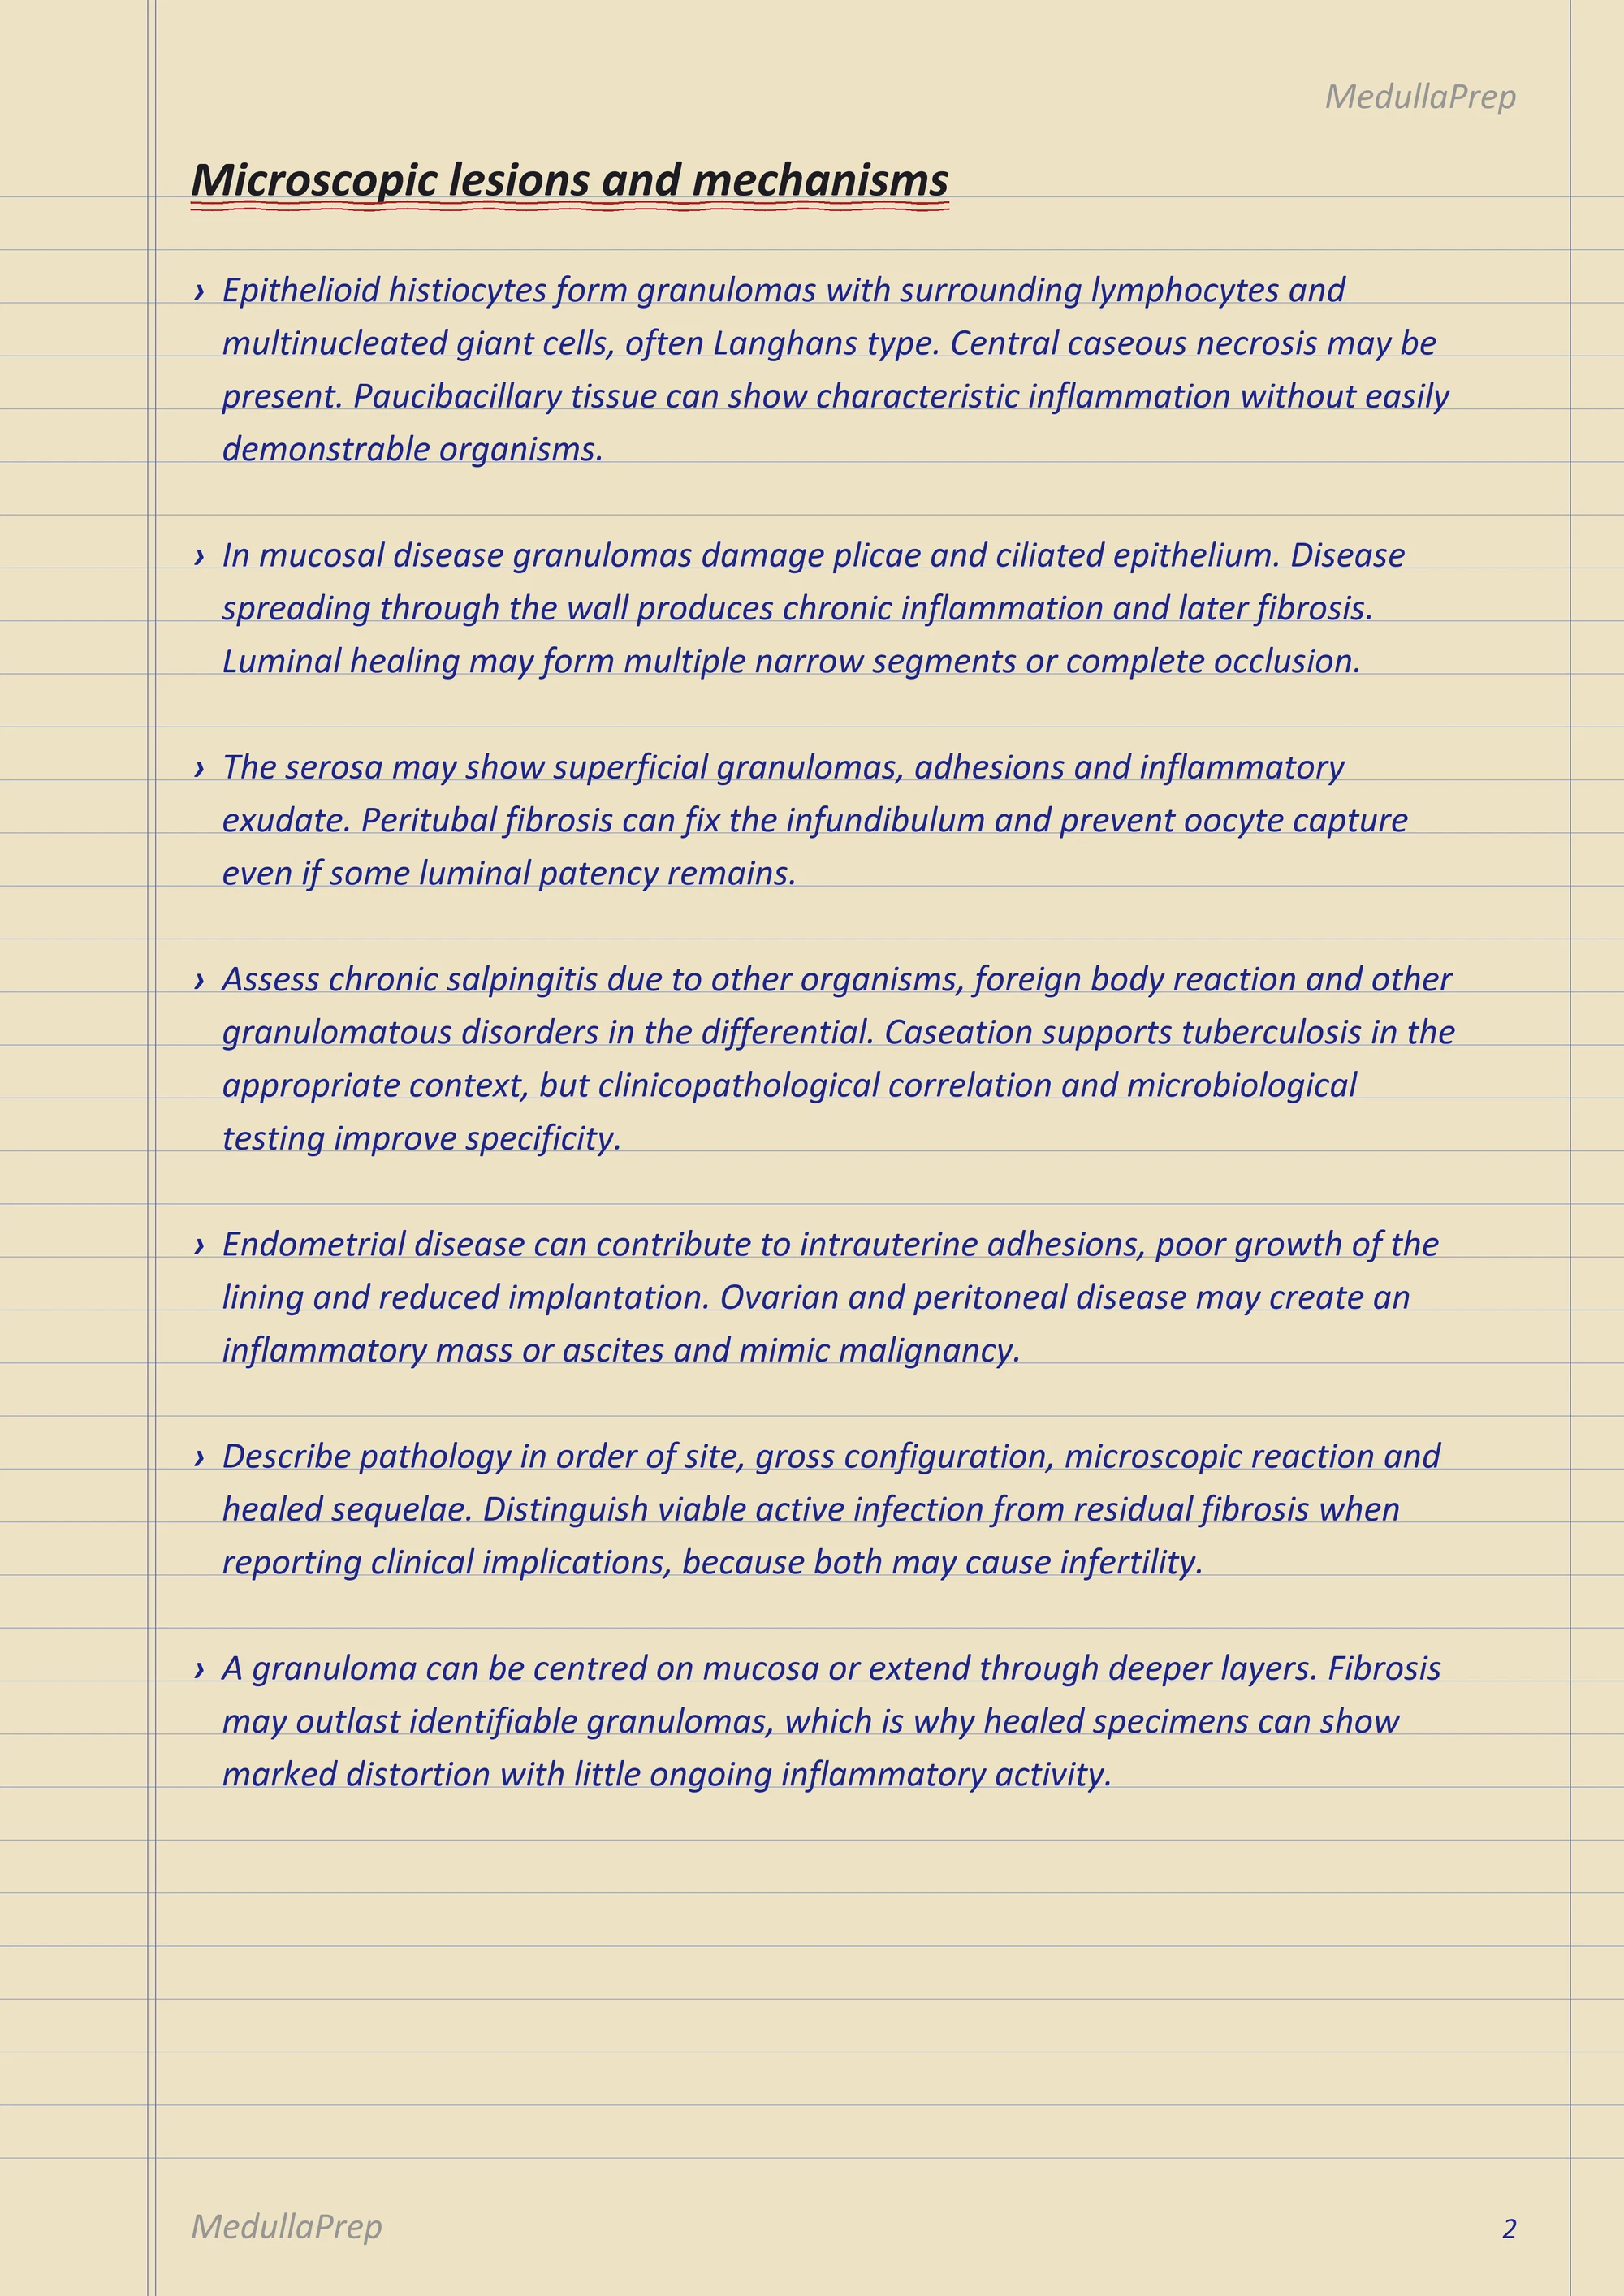 MedullaPrep
Microscopic lesions and mechanisms
› Epithelioid histiocytes form granulomas with surrounding lymphocytes and
multinucleated giant cells, often Langhans type. Central caseous necrosis may be
present. Paucibacillary tissue can show characteristic inflammation without easily
demonstrable organisms.
› In mucosal disease granulomas damage plicae and ciliated epithelium. Disease
spreading through the wall produces chronic inflammation and later fibrosis.
Luminal healing may form multiple narrow segments or complete occlusion.
› The serosa may show superficial granulomas, adhesions and inflammatory
exudate. Peritubal fibrosis can fix the infundibulum and prevent oocyte capture
even if some luminal patency remains.
› Assess chronic salpingitis due to other organisms, foreign body reaction and other
granulomatous disorders in the differential. Caseation supports tuberculosis in the
appropriate context, but clinicopathological correlation and microbiological
testing improve specificity.
› Endometrial disease can contribute to intrauterine adhesions, poor growth of the
lining and reduced implantation. Ovarian and peritoneal disease may create an
inflammatory mass or ascites and mimic malignancy.
› Describe pathology in order of site, gross configuration, microscopic reaction and
healed sequelae. Distinguish viable active infection from residual fibrosis when
reporting clinical implications, because both may cause infertility.
› A granuloma can be centred on mucosa or extend through deeper layers. Fibrosis
may outlast identifiable granulomas, which is why healed specimens can show
marked distortion with little ongoing inflammatory activity.
MedullaPrep
2